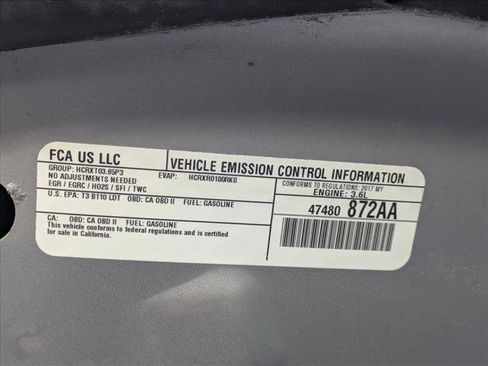 FCA US LLC
VEHICLE EMISSION CONTROL INFORMATION
GROUP: HCRXT03.65P3
EVAP: HCRXR0180RK0
NO ADJUSTMENTS NEEDED
EGR / EGRC / HO2S / SFI / TWC
CONFORMS TO REGULATIONS: 2017 MY
ENGINE: 3.6L
U.S. EPA: T3 B110 LDT OBD: CA OBD II FUEL: GASOLINE
47480 872AA
CA: OBD: CA OBD II FUEL: GASOLINE
This vehicle conforms to federal regulations and is certified
for sale in California.